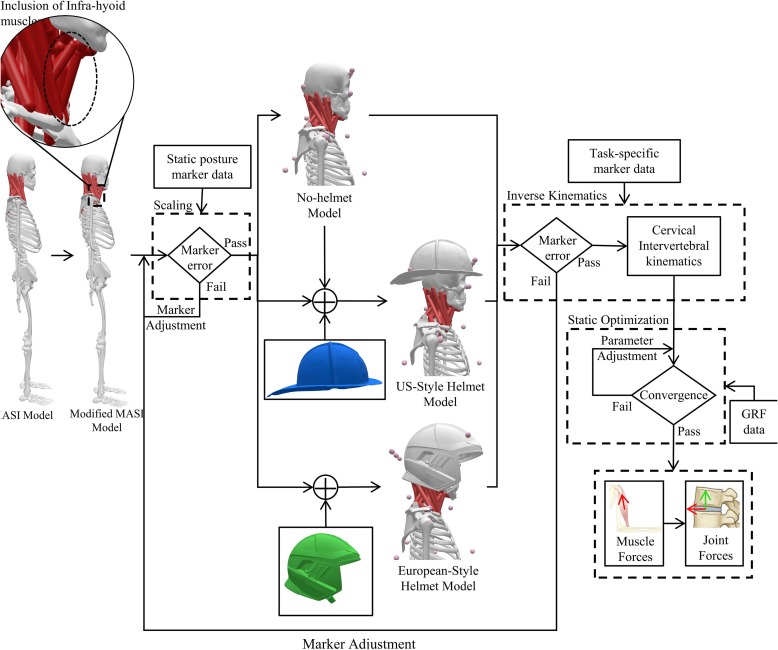 Inclusion of Infra-hyoid
muscles
Static posture
marker data
Task-specific
marker data
Scaling
No-helmet
Model
Inverse Kinematics
Marker
error
Pass
Fail
Marker
Adjustment
Marker
error
Pass
Fail
Cervical
Intervertebral
kinematics
Static Optimization
Parameter
Adjustment
Convergence
Fail
Pass
GRF
data
ASI Model
Modified MASI
Model
US-Style Helmet
Model
European-Style
Helmet Model
Muscle
Forces
Joint
Forces
Marker Adjustment